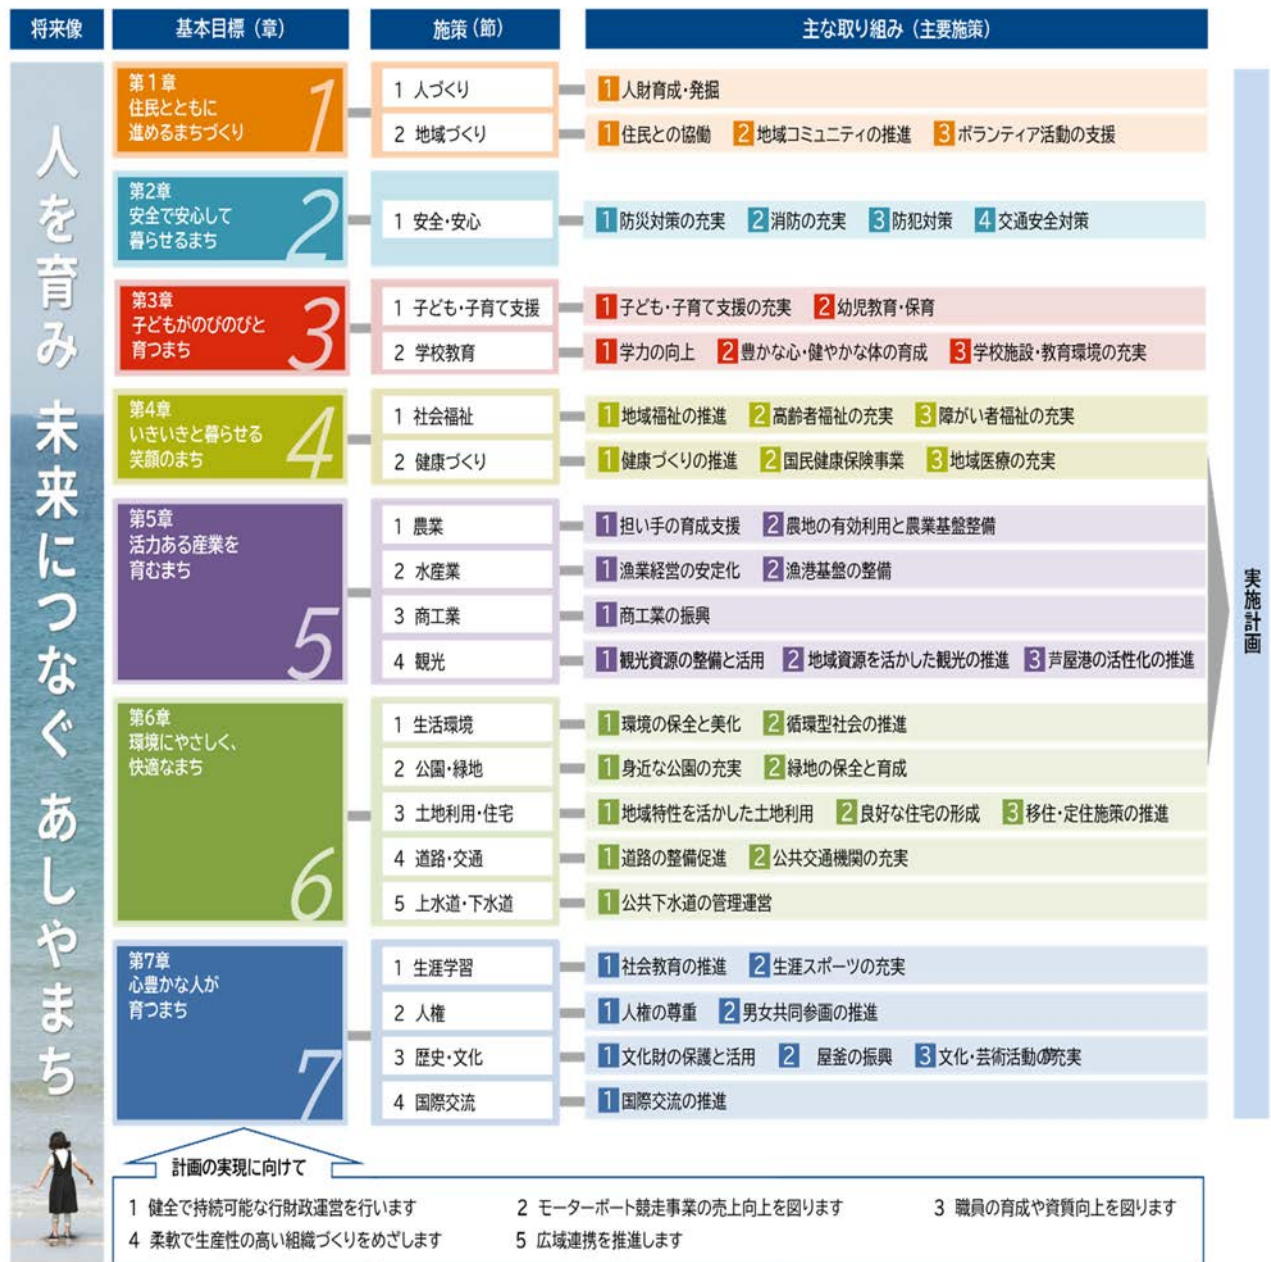 将来像 基本目標（章） 施策（節） 主な取り組み（主要施策）
人を育み 未来につなぐ あしやまち
第1章
住民とともに
進めるまちづくり
1
1 人づくり
1 人財育成・発掘
2 地域づくり
1 住民との協働 2 地域コミュニティの推進 3 ボランティア活動の支援
第2章
安全で安心して
暮らせるまち
2
1 安全・安心
1 防災対策の充実 2 消防の充実 3 防犯対策 4 交通安全対策
第3章
子どもがのびのびと
育つまち
3
1 子ども・子育て支援
1 子ども・子育て支援の充実 2 幼児教育・保育
2 学校教育
1 学力の向上 2 豊かな心・健やかな体の育成 3 学校施設・教育環境の充実
第4章
いきいきと暮らせる
笑顔のまち
4
1 社会福祉
1 地域福祉の推進 2 高齢者福祉の充実 3 障がい者福祉の充実
2 健康づくり
1 健康づくりの推進 2 国民健康保険事業 3 地域医療の充実
第5章
活力ある産業を
育むまち
5
1 農業
1 担い手の育成支援 2 農地の有効利用と農業基盤整備
2 水産業
1 漁業経営の安定化 2 漁港基盤の整備
3 商工業
1 商工業の振興
4 観光
1 観光資源の整備と活用 2 地域資源を活かした観光の推進 3 芦屋港の活性化の推進
第6章
環境にやさしく、
快適なまち
6
1 生活環境
1 環境の保全と美化 2 循環型社会の推進
2 公園・緑地
1 身近な公園の充実 2 緑地の保全と育成
3 土地利用・住宅
1 地域特性を活かした土地利用 2 良好な住宅の形成 3 移住・定住施策の推進
4 道路・交通
1 道路の整備促進 2 公共交通機関の充実
5 上水道・下水道
1 公共下水道の管理運営
第7章
心豊かな人が
育つまち
7
1 生涯学習
1 社会教育の推進 2 生涯スポーツの充実
2 人権
1 人権の尊重 2 男女共同参画の推進
3 歴史・文化
1 文化財の保護と活用 2 屋釜の振興 3 文化・芸術活動の充実
4 国際交流
1 国際交流の推進
実施計画
計画の実現に向けて
1 健全で持続可能な行財政運営を行います 2 モーターボート競走事業の売上向上を図ります 3 職員の育成や資質向上を図ります
4 柔軟で生産性の高い組織づくりをめざします 5 広域連携を推進します